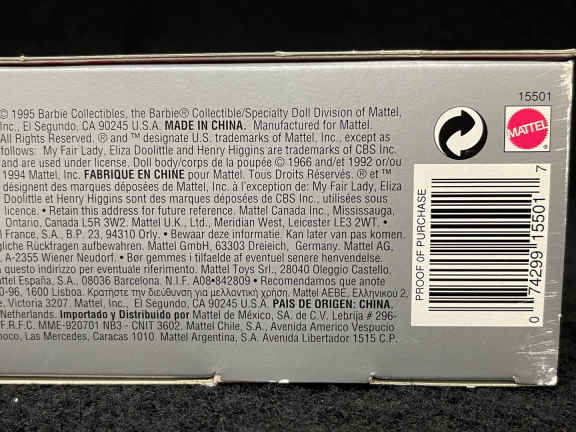 15501
MATTEL
© 1995 Barbie Collectibles, the Barbie® Collectible/Specialty Doll Division of Mattel,
Inc., El Segundo, CA 90245 U.S.A. MADE IN CHINA. Manufactured for Mattel.
All Rights Reserved. ® and ™ designate U.S. trademarks of Mattel, Inc., except as
follows: My Fair Lady, Eliza Doolittle and Henry Higgins are trademarks of CBS Inc.
and are used under license. Doll body/corps de la poupée © 1966 and/et 1992 or/ou
1994 Mattel, Inc. FABRIQUE EN CHINE pour Mattel. Tous Droits Réservés. ® et ™
désignent des marques déposées de Mattel, Inc. à l'exception de: My Fair Lady, Eliza
Doolittle et Henry Higgins sont des marques déposées de CBS Inc., utilisées sous
licence. • Retain this address for future reference. Mattel Canada Inc., Mississauga,
Ontario, Canada L5R 3W2. Mattel U.K., Ltd., Meridian West, Leicester LE3 2WT. •
l France, S.A., B.P. 23, 94310 Orly. • Bewaar deze informatie. Kan later van pas komen.
gliche Rückfragen aufbewahren. Mattel GmbH, 63303 Dreieich, Germany. Mattel AG,
A-2355 Wiener Neudorf. • Bør gemmes i tilfælde af eventuel senere henvendelse.
a questo indirizzo per eventuale riferimento. Mattel Toys Srl., 28040 Oleggio Castello,
attel España, S.A., 08036 Barcelona. N.I.F. A08•842809 • Recomendamos que anote
0-96, 1600 Lisboa. Κρατηστε την διεύθυνση για μελλοντική χρήση. Mattel AEBE, Ελληνικού 2,
, Victoria 3207. Mattel, Inc., El Segundo, CA 90245 U.S.A. PAIS DE ORIGEN: CHINA.
Netherlands. Importado y Distribuido por Mattel de México, SA. de C.V. Lebrija # 296-
F.R.F.C. MME-920701 NB3 - CNIT 3602. Mattel Chile, S.A., Avenida Americo Vespucio
noco, Las Mercedes, Caracas 1010. Mattel Argentina, S.A. Avenida Libertador 1515 C.P.
PROOF OF PURCHASE
0 74299 15501 7